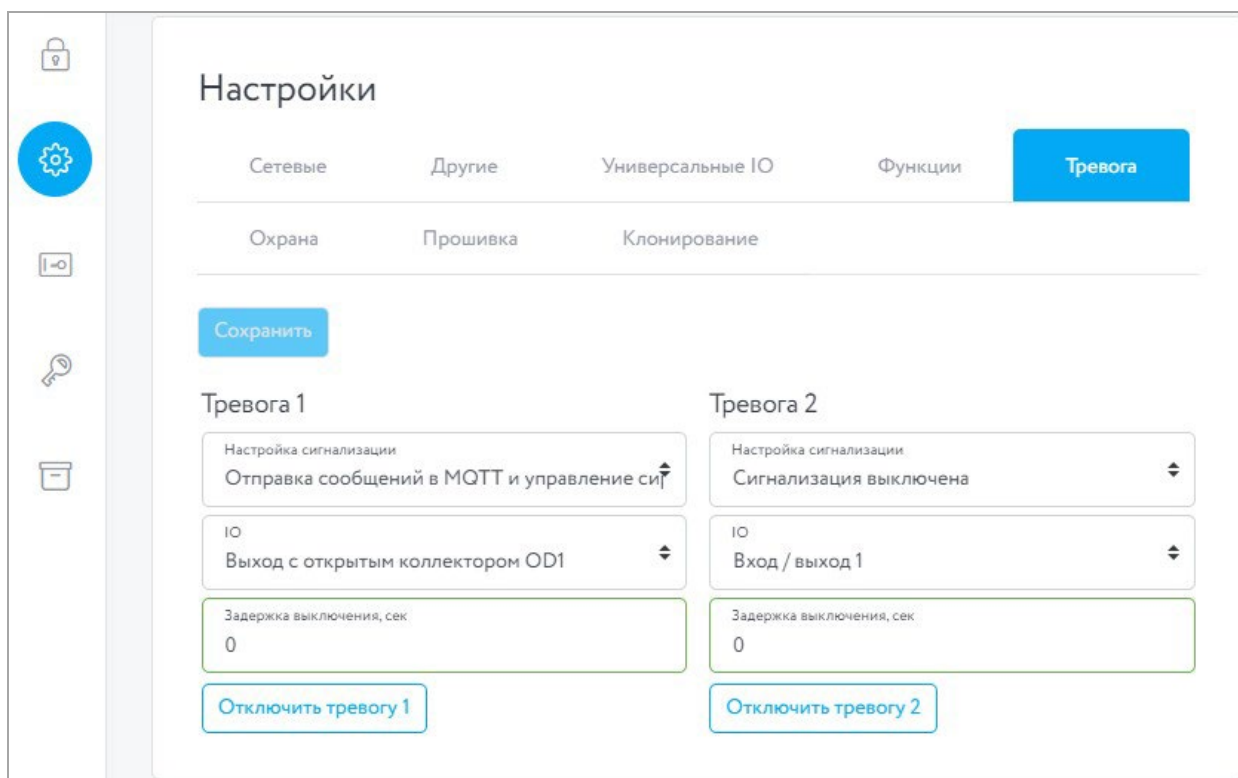 Настройки
Сетевые Другие Универсальные IO Функции Тревога
Охрана Прошивка Клонирование
Сохранить
Тревога 1 Тревога 2
Настройка сигнализации Настройка сигнализации
Отправка сообщений в MQTT и управление Сигнализация выключена
IO IO
Выход с открытым коллектором OD1 Вход / выход 1
Задержка выключения, сек Задержка выключения, сек
0 0
Отключить тревогу 1 Отключить тревогу 2